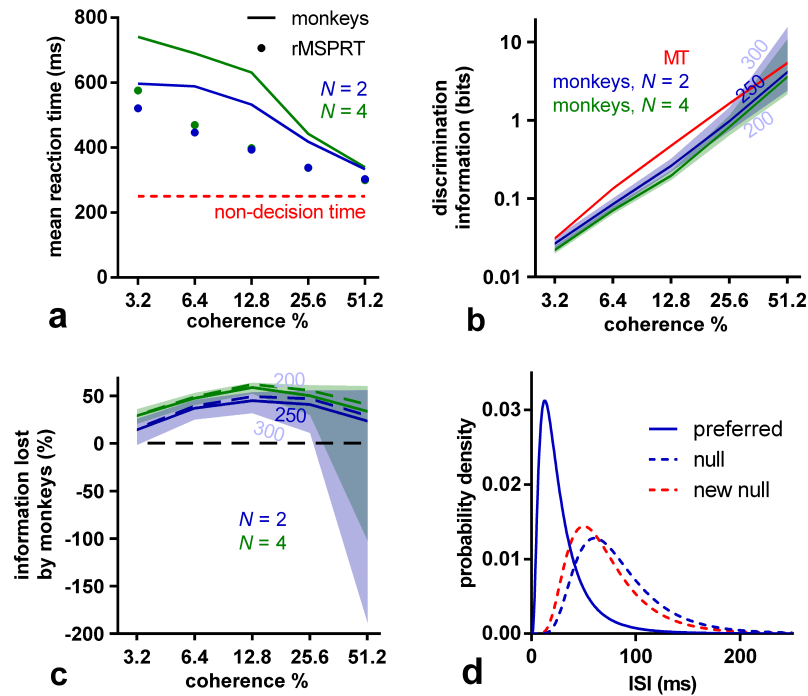 mean reaction time (ms)
800
600
400
200
0
monkeys
rMSPRT
N = 2
N = 4
non-decision time
3.2 6.4 12.8 25.6 51.2
coherence %
a
discrimination
information (bits)
10
1
0.1
0.01
MT
monkeys, N = 2
monkeys, N = 4
300
250
200
3.2 6.4 12.8 25.6 51.2
coherence %
b
information lost
by monkeys (%)
50
0
-50
-100
-150
-200
200
250
300
N = 2
N = 4
3.2 6.4 12.8 25.6 51.2
coherence %
c
probability density
0.03
0.02
0.01
0.00
preferred
null
new null
0 100 200
ISI (ms)
d